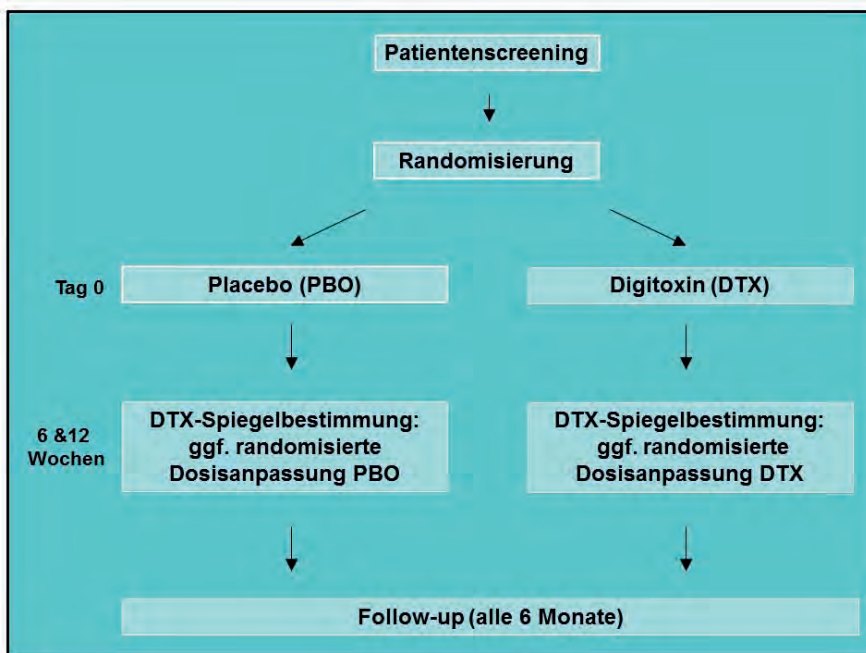 Patientenscreening
Randomisierung
Tag 0
Placebo (PBO)
Digitoxin (DTX)
6 &12
Wochen
DTX-Spiegelbestimmung:
ggf. randomisierte
Dosisanpassung PBO
DTX-Spiegelbestimmung:
ggf. randomisierte
Dosisanpassung DTX
Follow-up (alle 6 Monate)